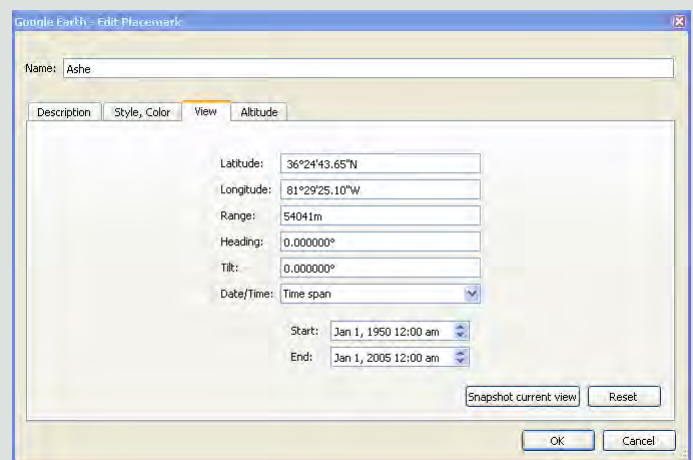 Google Earth - Edit Placemark
Name: Ashe
Description Style, Color View Altitude
Latitude: 36°24'43.65"N
Longitude: 81°29'25.10"W
Range: 54041m
Heading: 0.000000°
Tilt: 0.000000°
Date/Time: Time span
Start: Jan 1, 1950 12:00 am
End: Jan 1, 2005 12:00 am
Snapshot current view Reset
OK Cancel